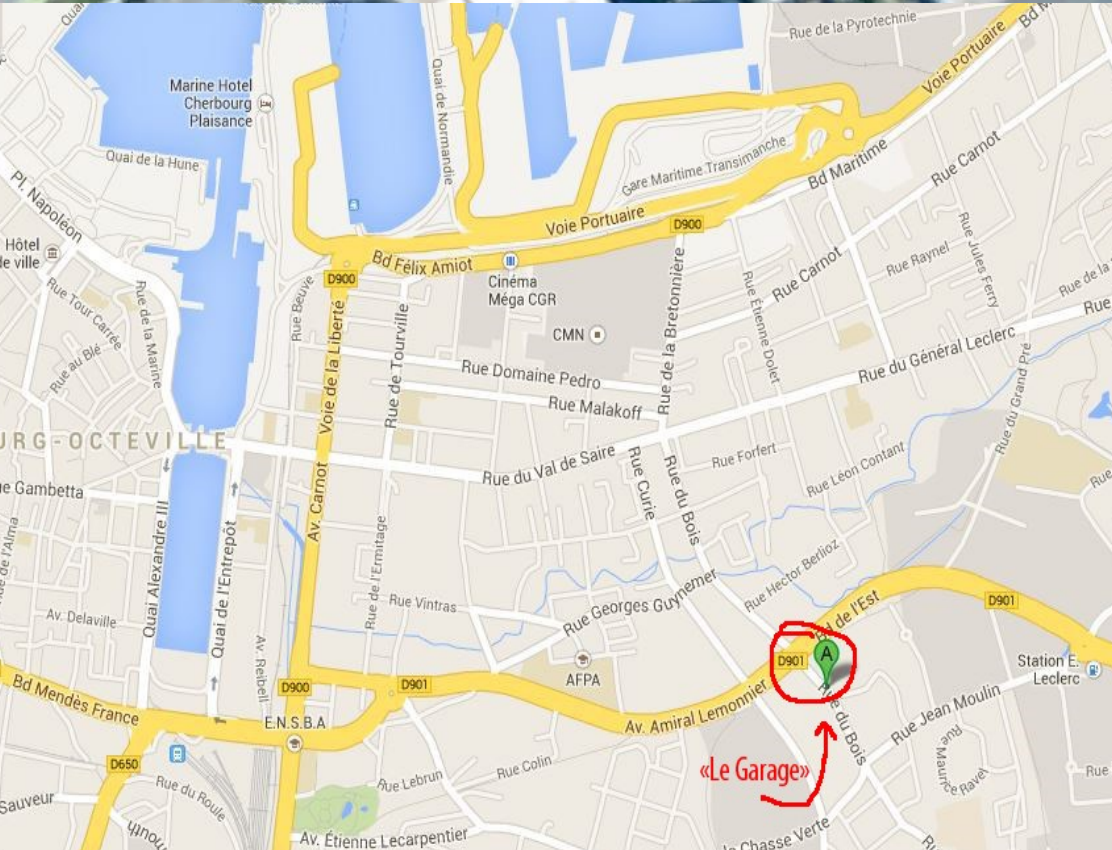 Rue de la Pyrotechnie
Voie Portuaire
Marine Hotel
Cherbourg
Plaisance
Quai de Normandie
Quai de la Hune
Gare Maritime Transimanche
Bd Maritime
Rue Carnot
Pl. Napoléon
Voie Portuaire
D900
Hôtel
de ville
Bd Félix Amiot
D900
Cinéma
Méga CGR
Rue Carnot
Rue Raynel
Rue Jules Ferry
Rue Tour Carrée
Rue de la Marine
Rue Beuve
Voie de la Liberté
Rue de Tourville
CMN
Rue de la Bretonnière
Rue Étienne Dolet
Rue au Blé
Rue Domaine Pedro
Rue Malakoff
Rue du Général Leclerc
Rue du Grand Pré
URG-OCTEVILLE
Rue du Val de Saire
Rue Curie
Rue du Bois
Rue Forfert
Rue Léon Contant
Gambetta
Quai Alexandre III
Quai de l'Entrepôt
Av. Carnot
Rue de l'Ermitage
Rue Vintras
Rue Georges Guynemer
Rue Hector Berlioz
Bd de l'Est
D901
Av. Delaville
Av. Reibell
AFPA
D901
A
Station E.
Leclerc
D900
D901
Bd Mendès France
E.N.S.B.A
Av. Amiral Lemonnier
Rue du Bois
Rue Jean Moulin
Rue Maurice Ravel
D650
«Le Garage»
Rue du Roule
Rue Lebrun
Rue Colin
Sauveur
Av. Étienne Lecarpentier
Chasse Verte